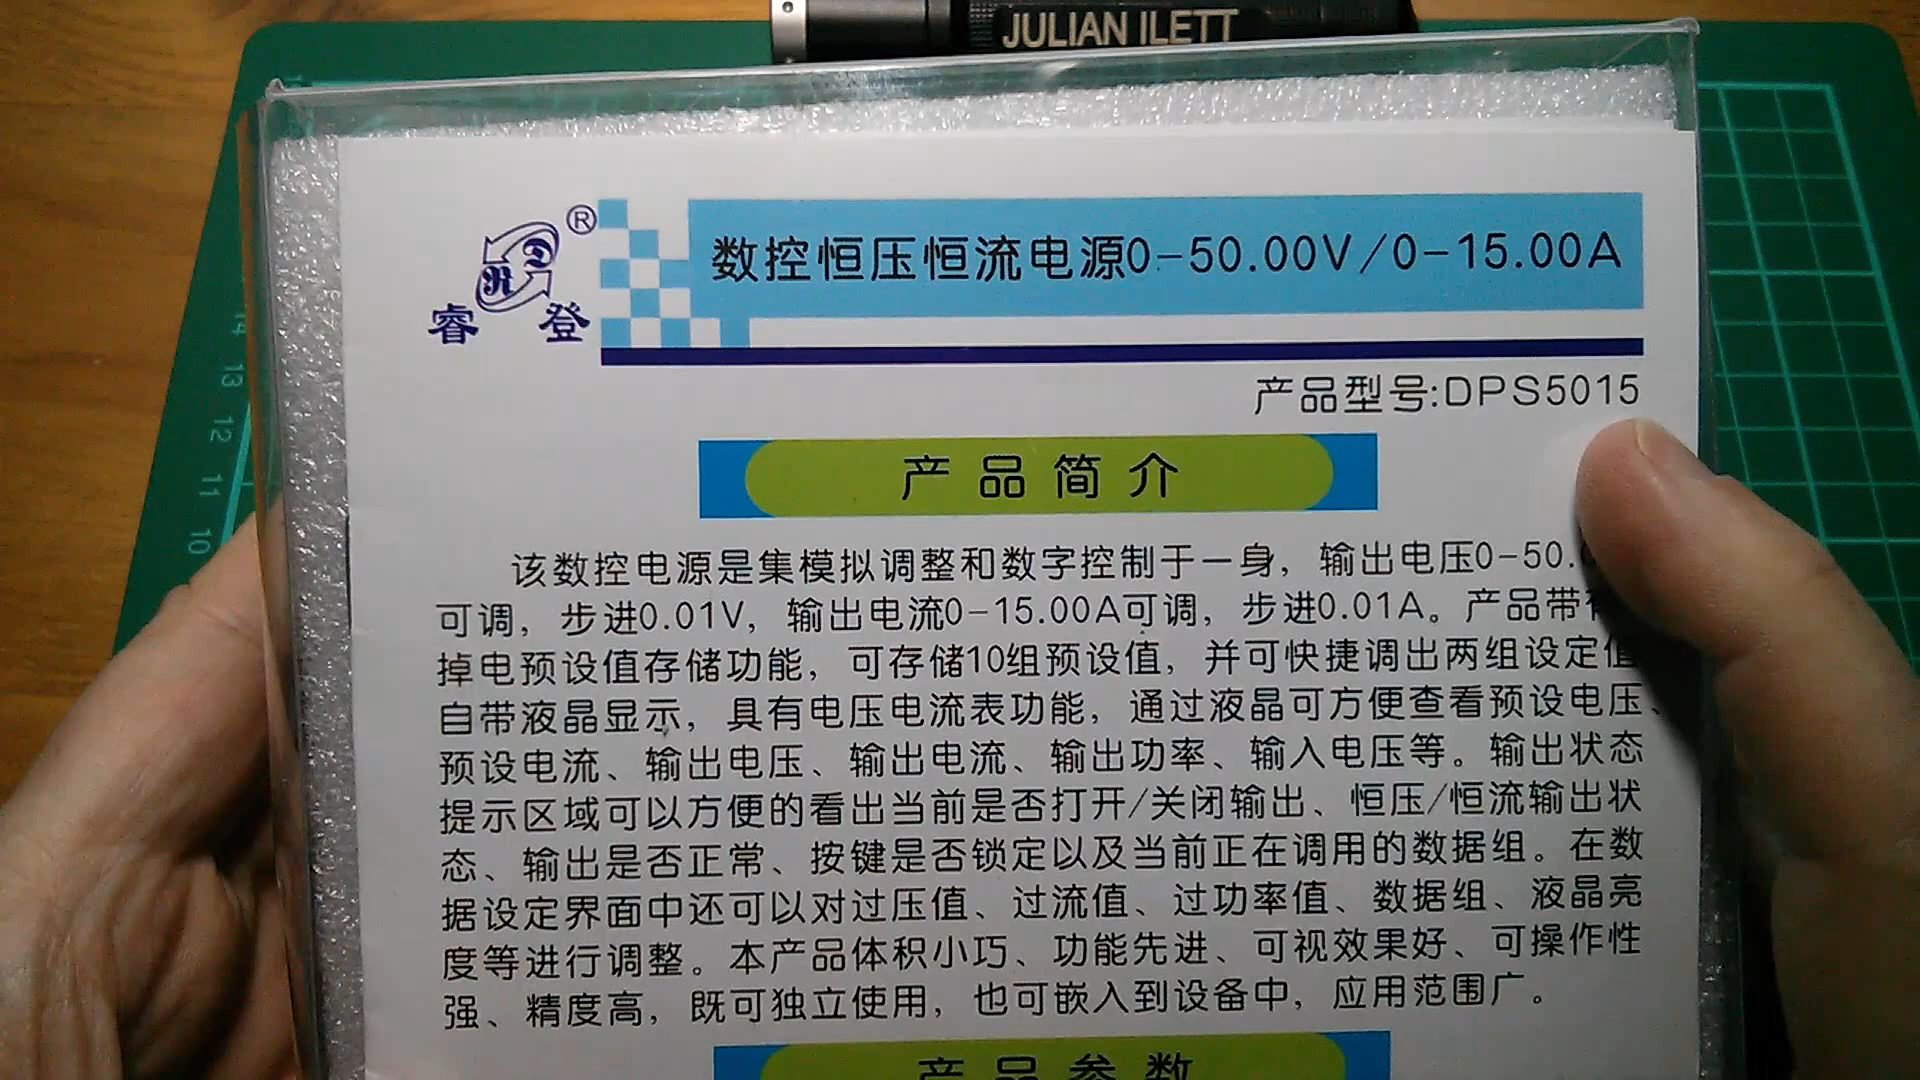 JULIAN ILETT
®
睿登
数控恒压恒流电源0-50.00V/0-15.00A
产品型号:DPS5015
产品简介
该数控电源是集模拟调整和数字控制于一身，输出电压0-50.
可调，步进0.01V，输出电流0-15.00A可调，步进0.01A。产品带
掉电预设值存储功能，可存储10组预设值，并可快捷调出两组设定值
自带液晶显示，具有电压电流表功能，通过液晶可方便查看预设电压、
预设电流、输出电压、输出电流、输出功率、输入电压等。输出状态
提示区域可以方便的看出当前是否打开/关闭输出、恒压/恒流输出状
态、输出是否正常、按键是否锁定以及当前正在调用的数据组。在数
据设定界面中还可以对过压值、过流值、过功率值、数据组、液晶亮
度等进行调整。本产品体积小巧、功能先进、可视效果好、可操作性
强、精度高，既可独立使用，也可嵌入到设备中，应用范围广。
产品参数
14
13
12
11
10